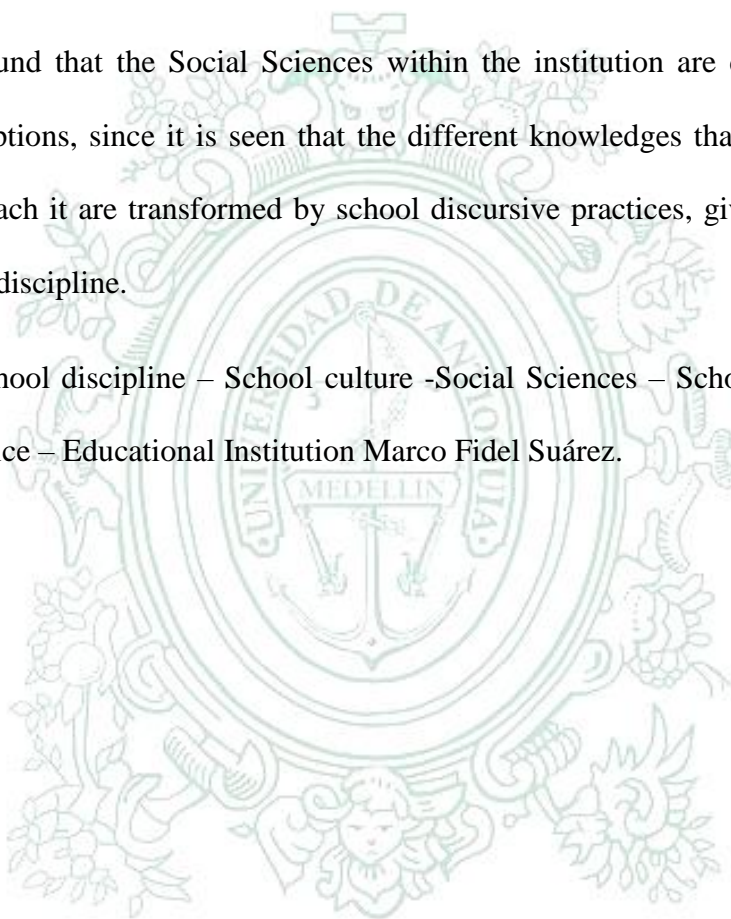 und that the Social Sciences within the institution are
ptions, since it is seen that the different knowledges tha
ach it are transformed by school discursive practices, giv
discipline.
hool discipline – School culture -Social Sciences – Scho
ce – Educational Institution Marco Fidel Suárez.
UNIVERSIDAD DE ANTIOQUIA
MEDELLIN